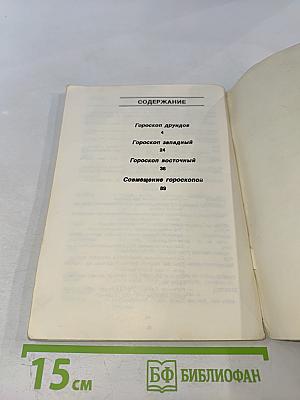 СОДЕРЖАНИЕ
Гороскоп друидов
4
Гороскоп западный
24
Гороскоп восточный
36
Совмещение гороскопов
89
15 см
БФ БИБЛИОФАН